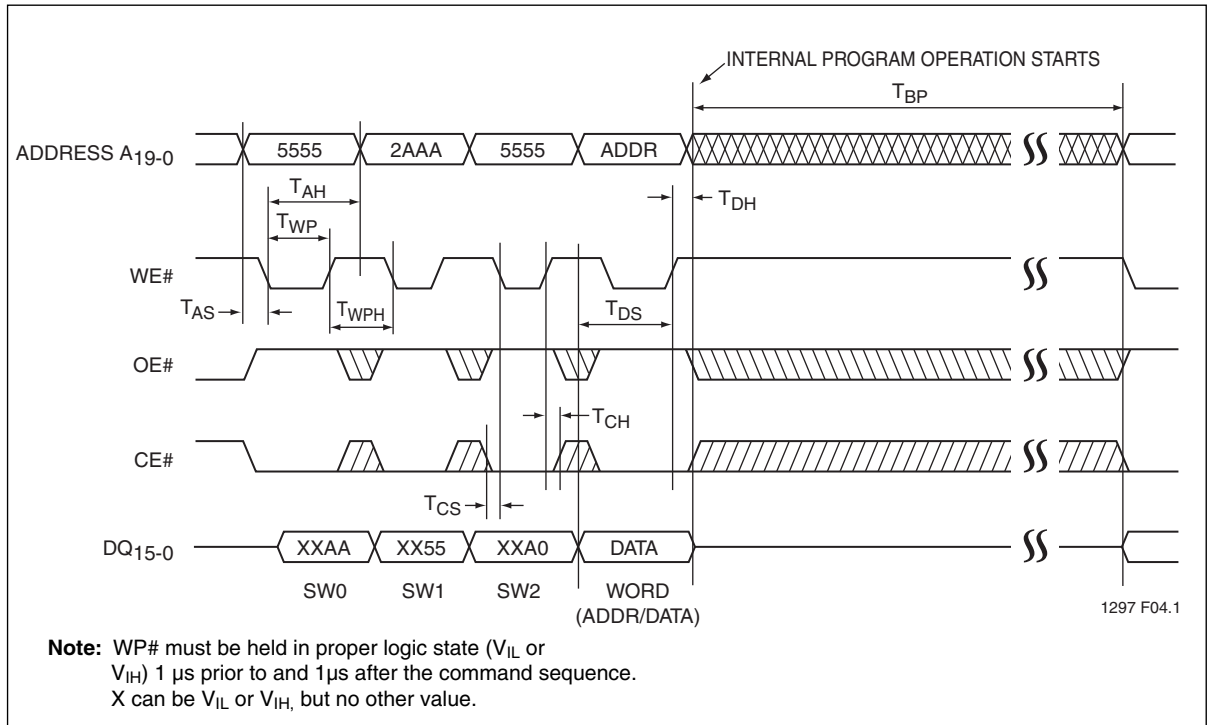 INTERNAL PROGRAM OPERATION STARTS
TBP
ADDRESS A19-0
5555
2AAA
5555
ADDR
TAH
TDH
TWP
WE#
TAS
TWPH
TDS
OE#
TCH
CE#
TCS
DQ15-0
XXAA
XX55
XXA0
DATA
SW0
SW1
SW2
WORD
(ADDR/DATA)
1297 F04.1
Note: WP# must be held in proper logic state (VIL or
VIH) 1 µs prior to and 1µs after the command sequence.
X can be VIL or VIH, but no other value.